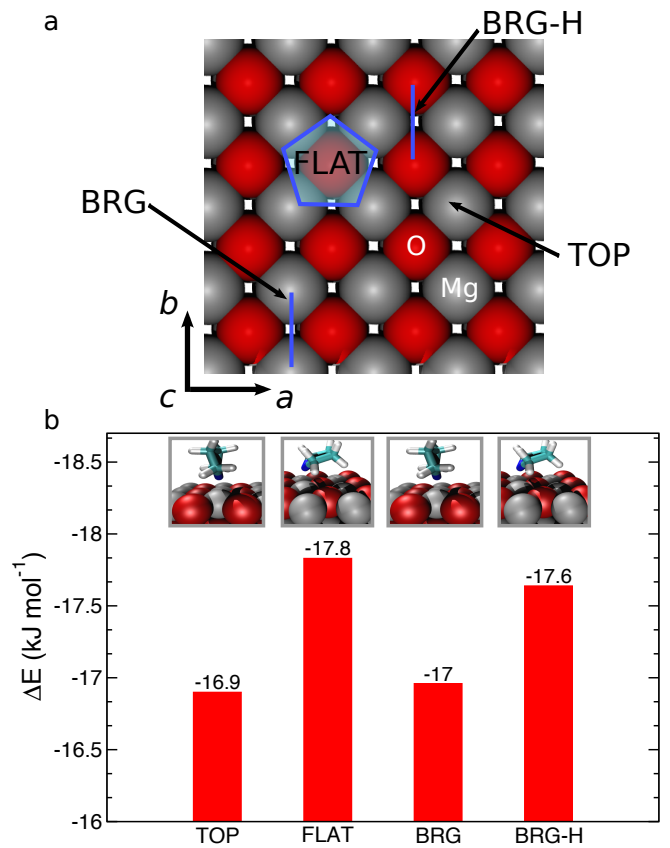 a
BRG-H
FLAT
BRG
O
TOP
Mg
b
c
a
b
-18.5
-18
-17.8
-17.6
-17.5
ΔE (kJ mol⁻¹)
-17
-17
-16.9
-16.5
-16
TOP FLAT BRG BRG-H